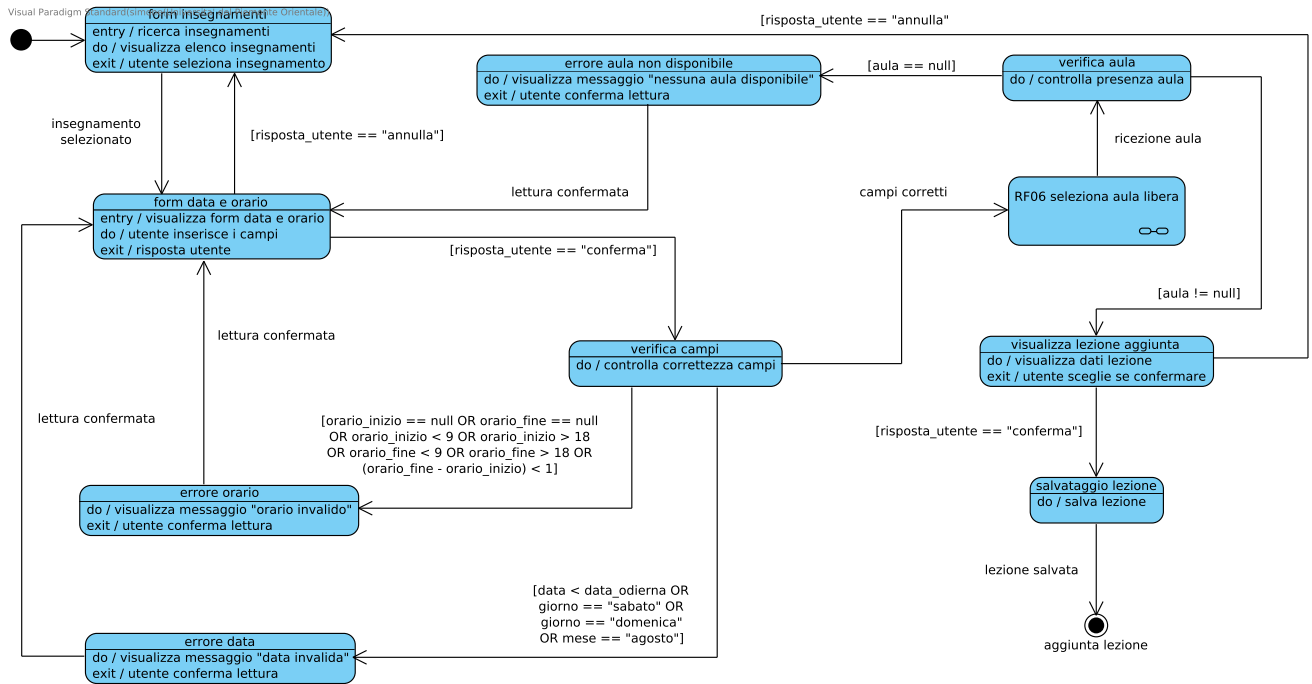 Visual Paradigm Standard
form insegnamenti
entry / ricerca insegnamenti
do / visualizza elenco insegnamenti
exit / utente seleziona insegnamento
[risposta_utente == "annulla"
errore aula non disponibile
do / visualizza messaggio "nessuna aula disponibile"
exit / utente conferma lettura
[aula == null]
verifica aula
do / controlla presenza aula
insegnamento
selezionato
[risposta_utente == "annulla"]
ricezione aula
lettura confermata
campi corretti
RF06 seleziona aula libera
form data e orario
entry / visualizza form data e orario
do / utente inserisce i campi
exit / risposta utente
[risposta_utente == "conferma"]
[aula != null]
lettura confermata
verifica campi
do / controlla correttezza campi
visualizza lezione aggiunta
do / visualizza dati lezione
exit / utente sceglie se confermare
lettura confermata
[orario_inizio == null OR orario_fine == null
OR orario_inizio < 9 OR orario_inizio > 18
OR orario_fine < 9 OR orario_fine > 18 OR
(orario_fine - orario_inizio) < 1]
[risposta_utente == "conferma"]
errore orario
do / visualizza messaggio "orario invalido"
exit / utente conferma lettura
salvataggio lezione
do / salva lezione
lezione salvata
[data < data_odierna OR
giorno == "sabato" OR
giorno == "domenica"
OR mese == "agosto"]
errore data
do / visualizza messaggio "data invalida"
exit / utente conferma lettura
aggiunta lezione